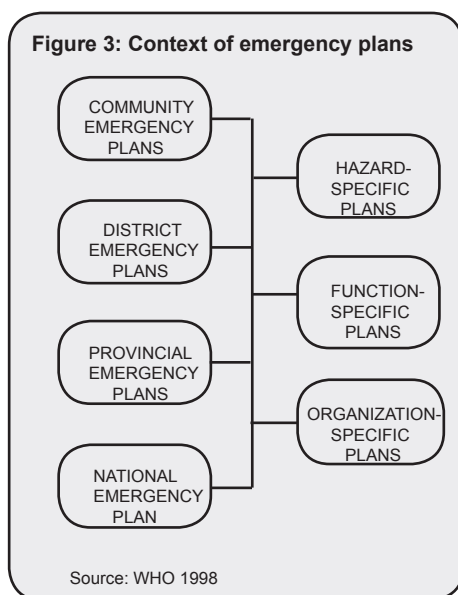 Figure 3: Context of emergency plans
COMMUNITY
EMERGENCY
PLANS
HAZARD-
SPECIFIC
PLANS
DISTRICT
EMERGENCY
PLANS
FUNCTION-
SPECIFIC
PLANS
PROVINCIAL
EMERGENCY
PLANS
ORGANIZATION-
SPECIFIC
PLANS
NATIONAL
EMERGENCY
PLAN
Source: WHO 1998